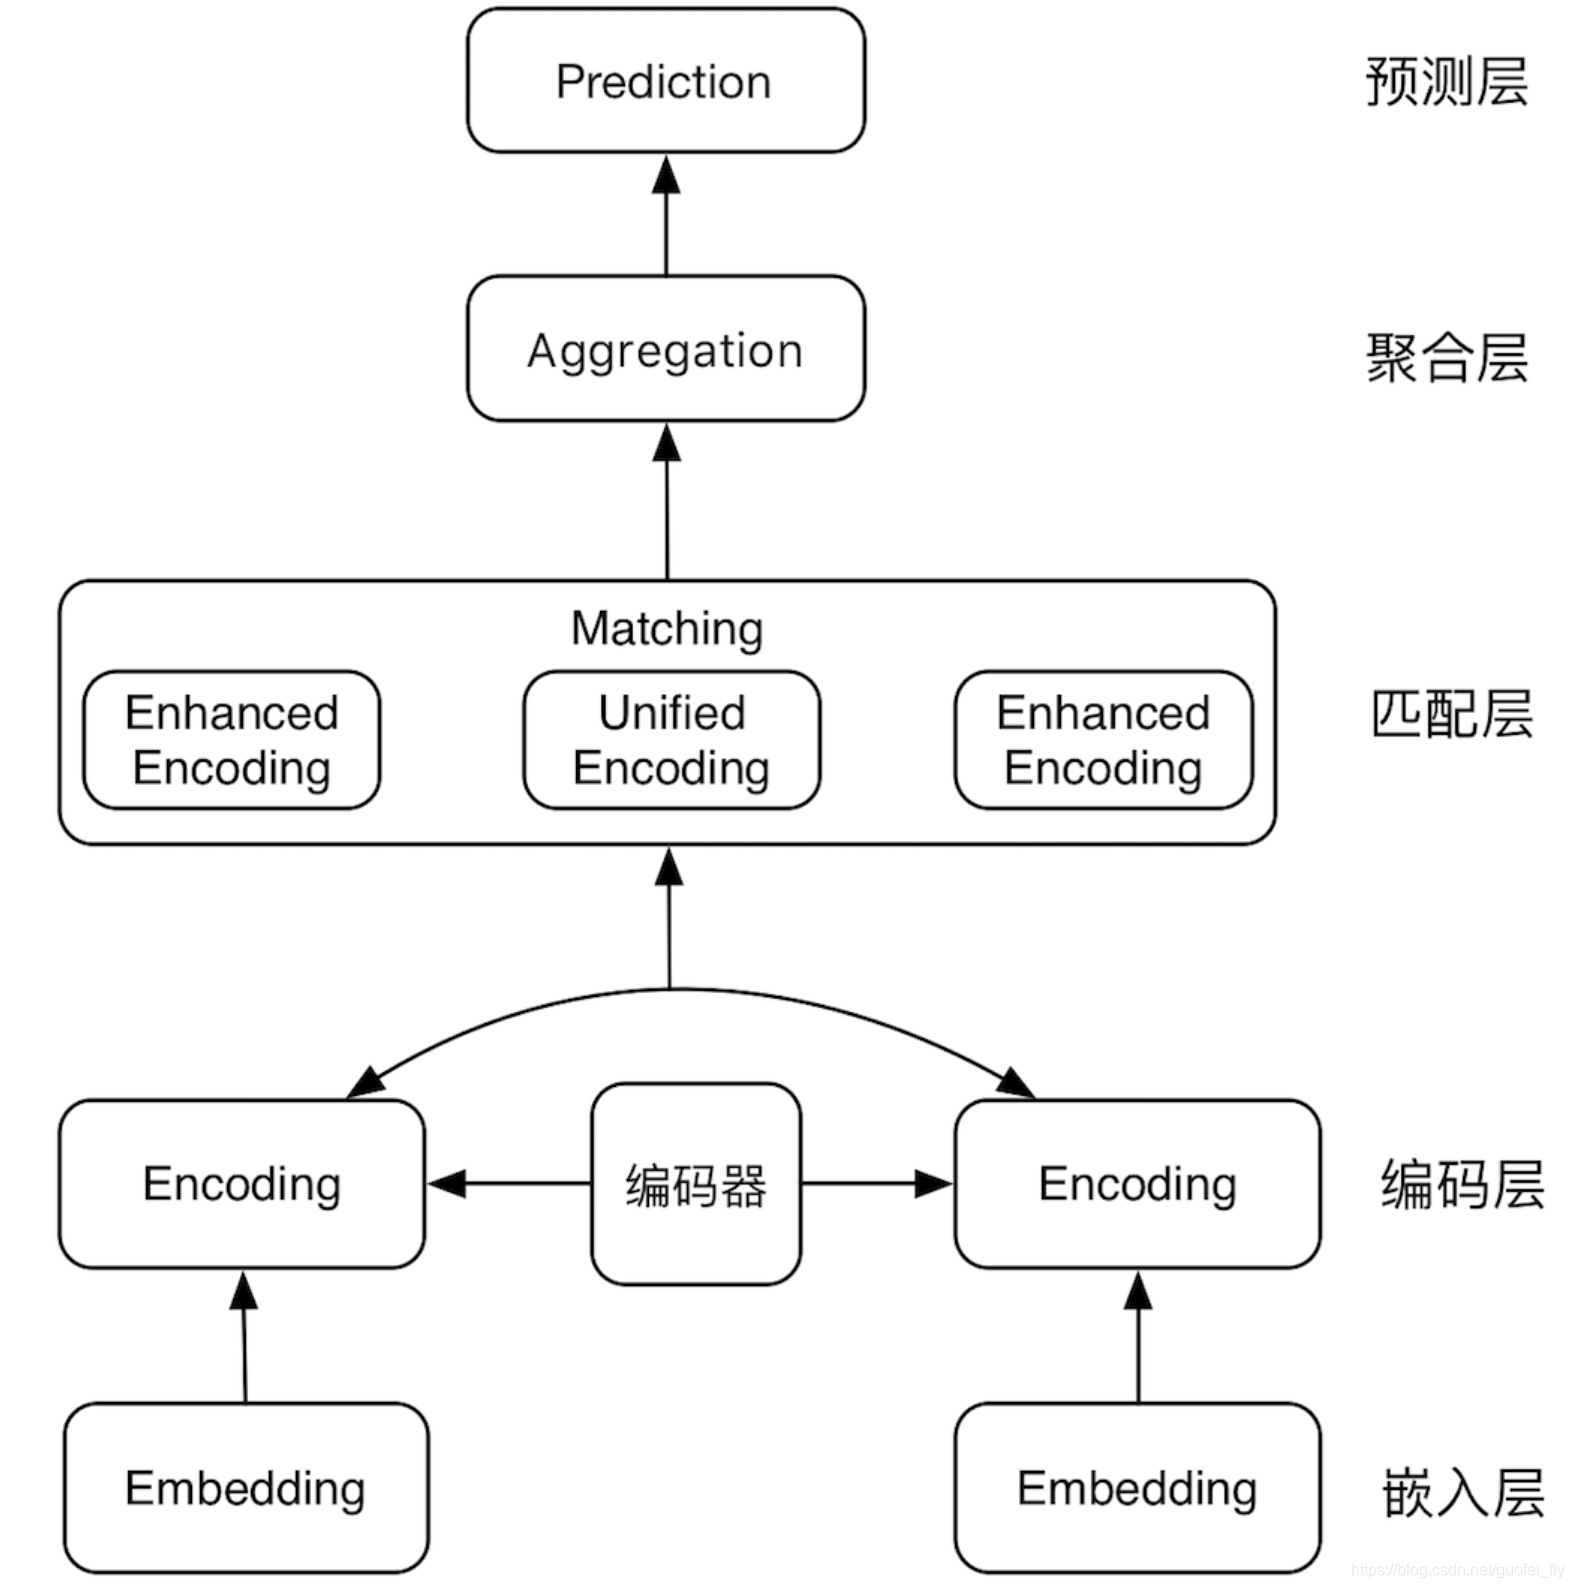 Prediction
预测层
Aggregation
聚合层
Matching
Enhanced
Encoding
Unified
Encoding
Enhanced
Encoding
匹配层
Encoding
编码器
Encoding
编码层
Embedding
Embedding
嵌入层
https://blog.csdn.net/guofei_fly